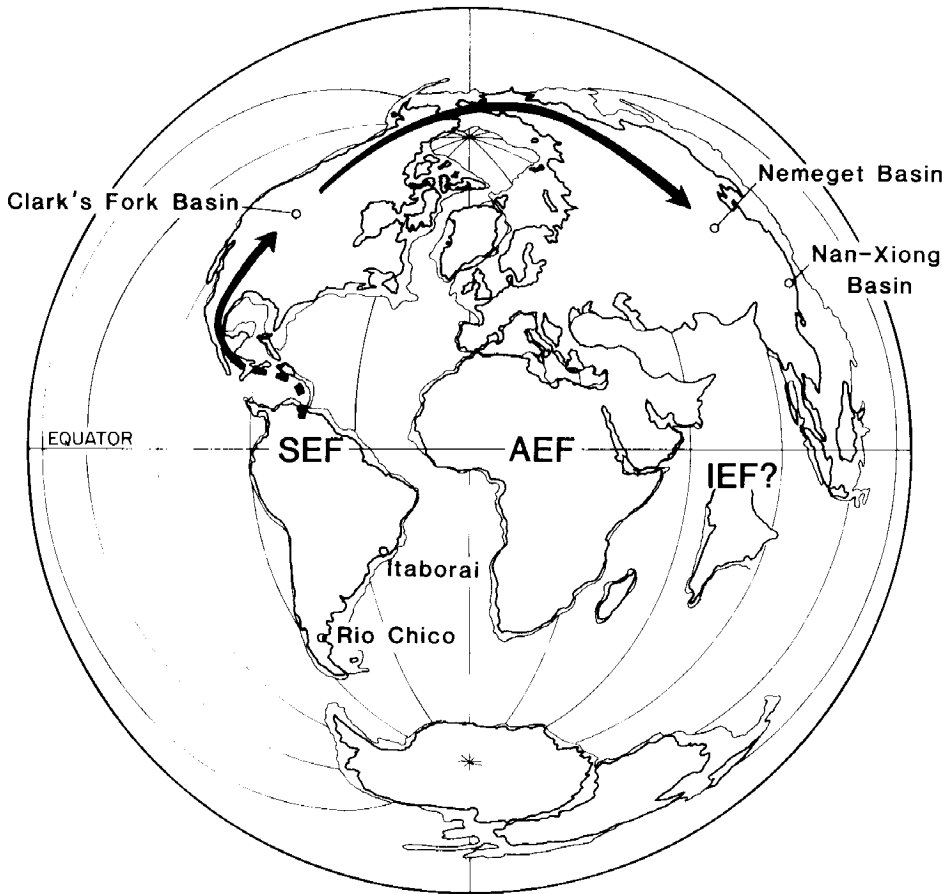 Nemeget Basin
Clark's Fork Basin
Nan-Xiong
Basin
EQUATOR
SEF
AEF
IEF?
Itaborai
Rio Chico